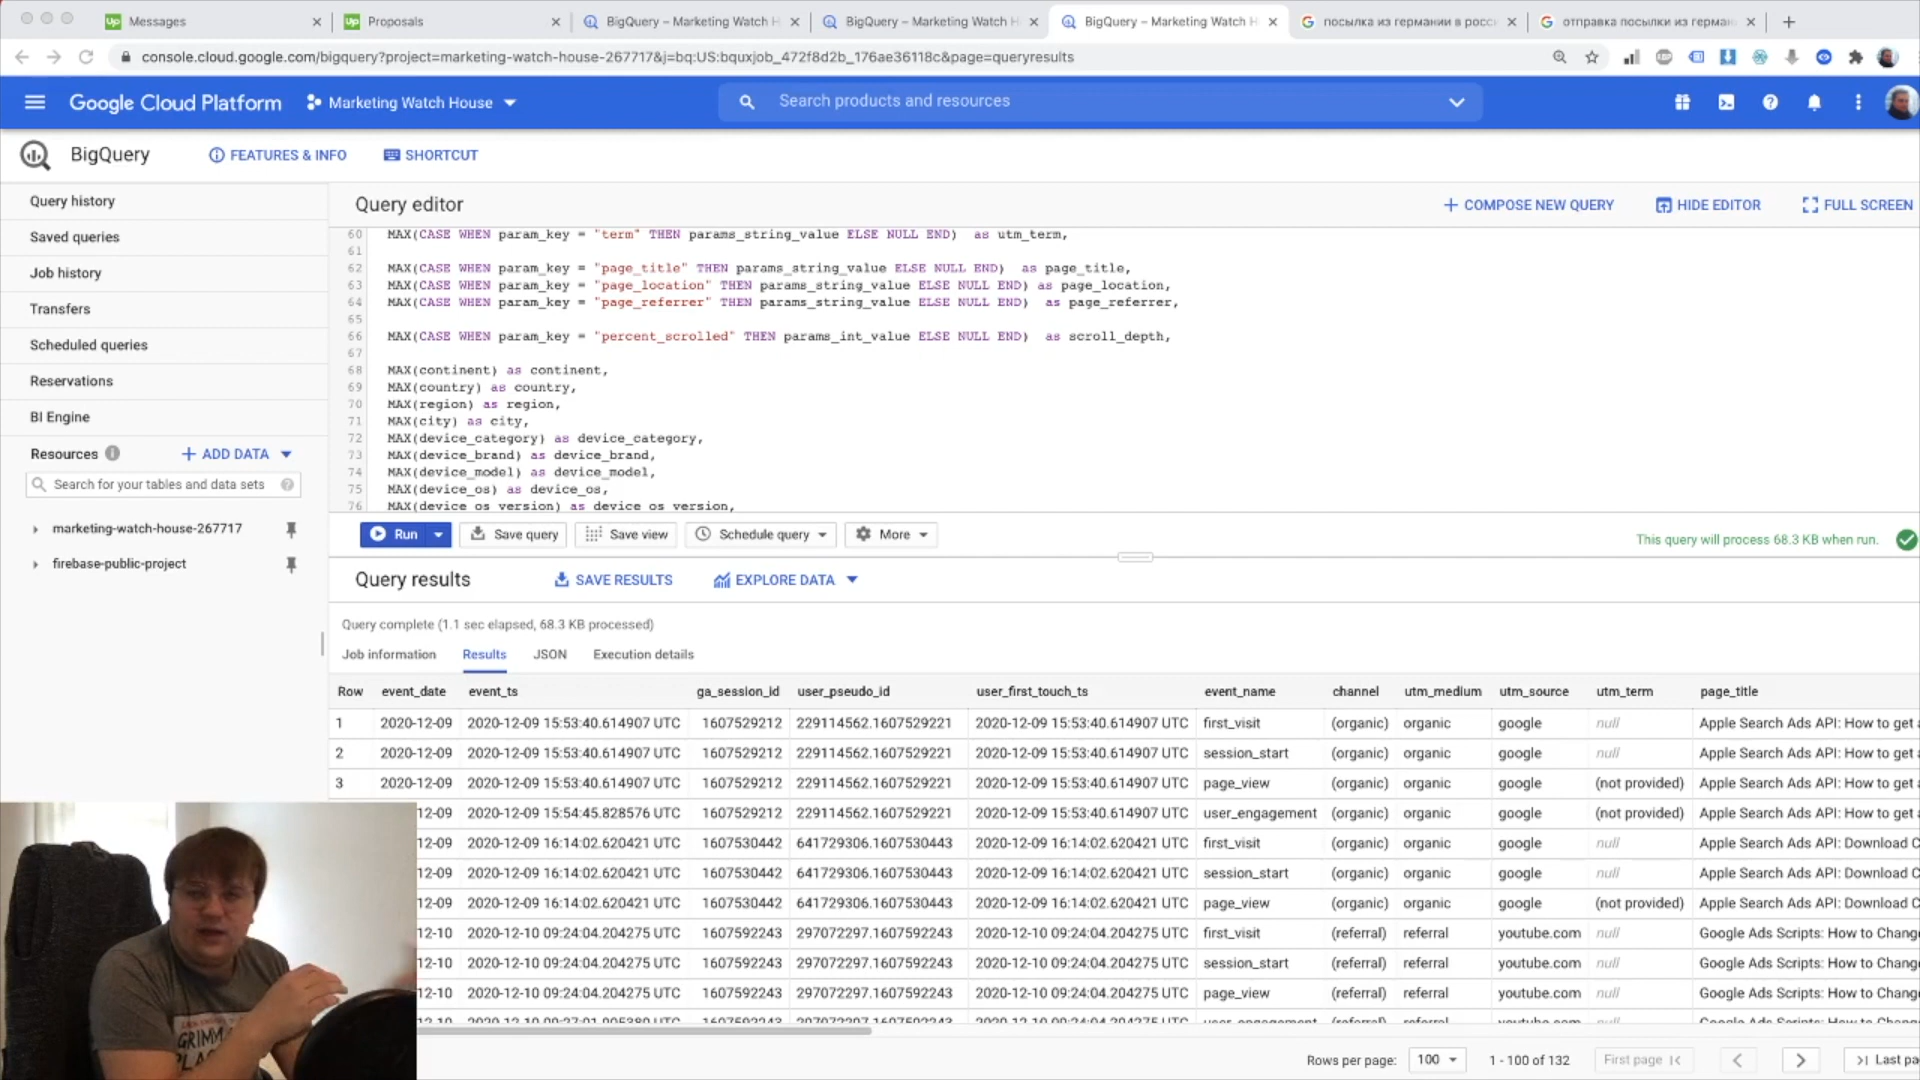 Messages
Proposals
BigQuery – Marketing Watch H
BigQuery – Marketing Watch H
BigQuery – Marketing Watch H
посылка из германии в росс
отправка посылки из герман
console.cloud.google.com/bigquery?project=marketing-watch-house-267717&j=bq:US:bquxjob_472f8d2b_176ae36118c&page=queryresults
Google Cloud Platform
Marketing Watch House
Search products and resources
BigQuery
FEATURES & INFO
SHORTCUT
Query history
Saved queries
Job history
Transfers
Scheduled queries
Reservations
BI Engine
Resources
ADD DATA
Search for your tables and data sets
marketing-watch-house-267717
firebase-public-project
Query editor
COMPOSE NEW QUERY
HIDE EDITOR
FULL SCREEN
60 MAX(CASE WHEN param_key = "term" THEN params_string_value ELSE NULL END) as utm_term,
61
62 MAX(CASE WHEN param_key = "page_title" THEN params_string_value ELSE NULL END) as page_title,
63 MAX(CASE WHEN param_key = "page_location" THEN params_string_value ELSE NULL END) as page_location,
64 MAX(CASE WHEN param_key = "page_referrer" THEN params_string_value ELSE NULL END) as page_referrer,
65
66 MAX(CASE WHEN param_key = "percent_scrolled" THEN params_int_value ELSE NULL END) as scroll_depth,
67
68 MAX(continent) as continent,
69 MAX(country) as country,
70 MAX(region) as region,
71 MAX(city) as city,
72 MAX(device_category) as device_category,
73 MAX(device_brand) as device_brand,
74 MAX(device_model) as device_model,
75 MAX(device_os) as device_os,
76 MAX(device_os_version) as device_os_version,
Run
Save query
Save view
Schedule query
More
This query will process 68.3 KB when run.
Query results
SAVE RESULTS
EXPLORE DATA
Query complete (1.1 sec elapsed, 68.3 KB processed)
Job information Results JSON Execution details
Row event_date event_ts ga_session_id user_pseudo_id user_first_touch_ts event_name channel utm_medium utm_source utm_term page_title
1 2020-12-09 2020-12-09 15:53:40.614907 UTC 1607529212 229114562.1607529221 2020-12-09 15:53:40.614907 UTC first_visit (organic) organic google null Apple Search Ads API: How to get a
2 2020-12-09 2020-12-09 15:53:40.614907 UTC 1607529212 229114562.1607529221 2020-12-09 15:53:40.614907 UTC session_start (organic) organic google null Apple Search Ads API: How to get a
3 2020-12-09 2020-12-09 15:53:40.614907 UTC 1607529212 229114562.1607529221 2020-12-09 15:53:40.614907 UTC page_view (organic) organic google (not provided) Apple Search Ads API: How to get a
12-09 2020-12-09 15:54:45.828576 UTC 1607529212 229114562.1607529221 2020-12-09 15:53:40.614907 UTC user_engagement (organic) organic google (not provided) Apple Search Ads API: How to get a
12-09 2020-12-09 16:14:02.620421 UTC 1607530442 641729306.1607530443 2020-12-09 16:14:02.620421 UTC first_visit (organic) organic google null Apple Search Ads API: Download C
12-09 2020-12-09 16:14:02.620421 UTC 1607530442 641729306.1607530443 2020-12-09 16:14:02.620421 UTC session_start (organic) organic google null Apple Search Ads API: Download C
12-09 2020-12-09 16:14:02.620421 UTC 1607530442 641729306.1607530443 2020-12-09 16:14:02.620421 UTC page_view (organic) organic google (not provided) Apple Search Ads API: Download C
12-10 2020-12-10 09:24:04.204275 UTC 1607592243 297072297.1607592243 2020-12-10 09:24:04.204275 UTC first_visit (referral) referral youtube.com null Google Ads Scripts: How to Change
12-10 2020-12-10 09:24:04.204275 UTC 1607592243 297072297.1607592243 2020-12-10 09:24:04.204275 UTC session_start (referral) referral youtube.com null Google Ads Scripts: How to Change
12-10 2020-12-10 09:24:04.204275 UTC 1607592243 297072297.1607592243 2020-12-10 09:24:04.204275 UTC page_view (referral) referral youtube.com null Google Ads Scripts: How to Change
GRIMM
PLAC
Rows per page: 100 1 - 100 of 132 First page Last pa